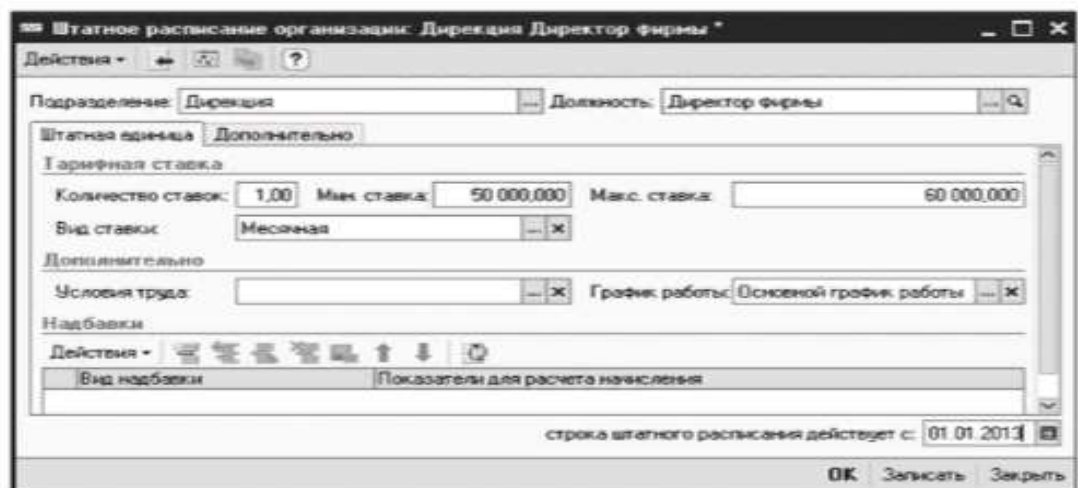 Штатное расписание организации: Дирекция Директор фирмы *
Действия ?
Подразделение: Дирекция ... Должность: Директор фирмы ...
Штатная единица Дополнительно
Тарифная ставка
Количество ставок: 1,00 Мин. ставка: 50 000,000 Макс. ставка: 60 000,000
Вид ставки: Месячная ... ×
Дополнительно
Условия труда: ... × График работы: Основной график работы ... ×
Надбавки
Действия
Вид надбавки Показатели для расчета начисления
строка штатного расписания действует с: 01.01.2013
OK Записать Закрыть